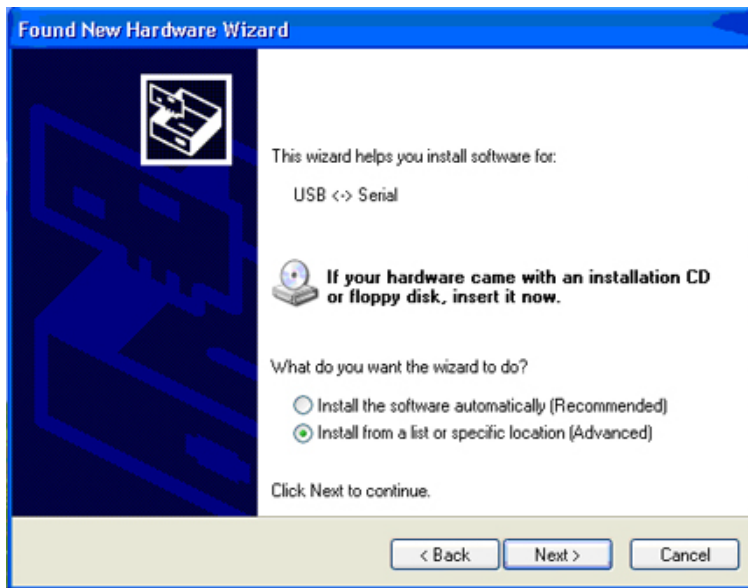 Found New Hardware Wizard
This wizard helps you install software for:
USB <-> Serial
If your hardware came with an installation CD
or floppy disk, insert it now.
What do you want the wizard to do?
Install the software automatically (Recommended)
Install from a list or specific location (Advanced)
Click Next to continue.
< Back Next > Cancel